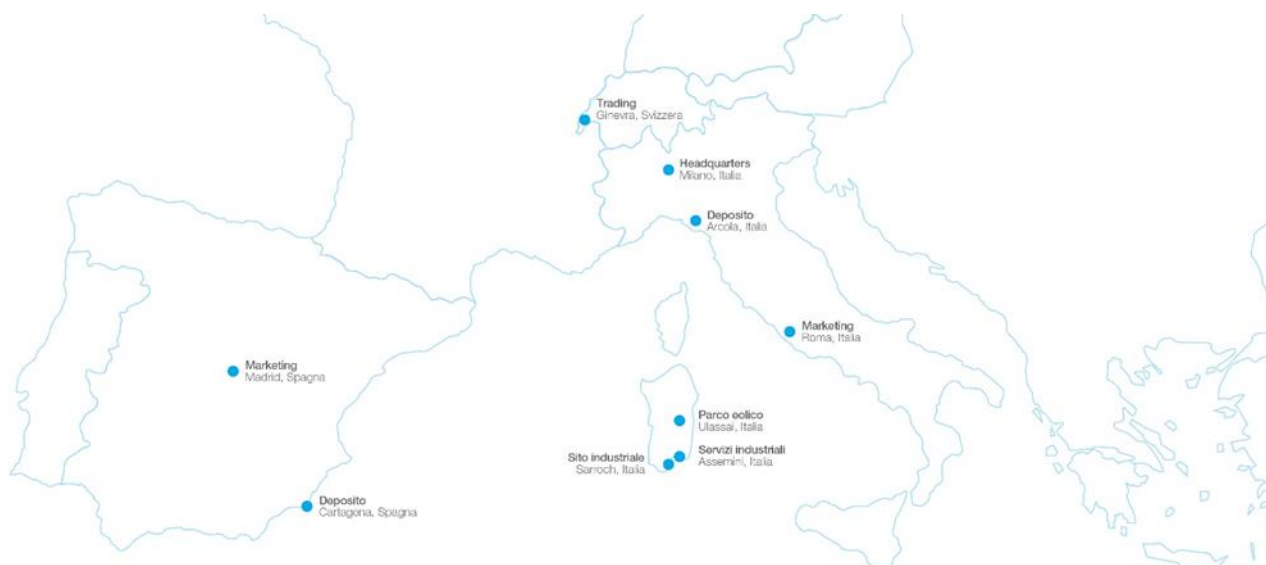 Trading
Ginevra, Svizzera
Headquarters
Milano, Italia
Deposito
Arcola, Italia
Marketing
Roma, Italia
Marketing
Madrid, Spagna
Parco eolico
Ulassai, Italia
Servizi industriali
Assemini, Italia
Sito industriale
Sarroch, Italia
Deposito
Cartagena, Spagna